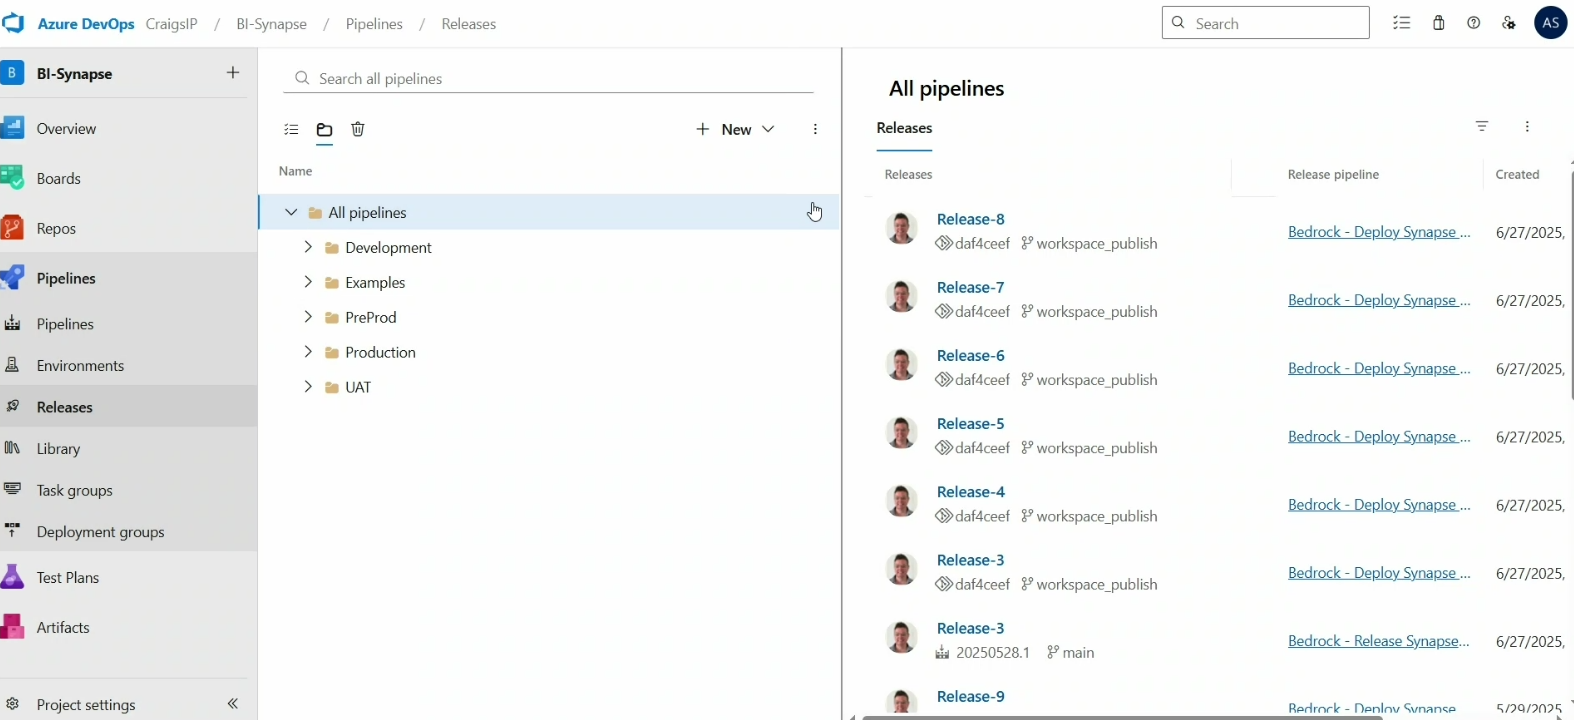 Azure DevOps CraigsIP / BI-Synapse / Pipelines / Releases
Search
AS
B BI-Synapse
Overview
Boards
Repos
Pipelines
Pipelines
Environments
Releases
Library
Task groups
Deployment groups
Test Plans
Artifacts
Project settings
Search all pipelines
New
Name
All pipelines
Development
Examples
PreProd
Production
UAT
All pipelines
Releases
Releases Release pipeline Created
Release-8
daf4ceef workspace_publish Bedrock - Deploy Synapse ... 6/27/2025,
Release-7
daf4ceef workspace_publish Bedrock - Deploy Synapse ... 6/27/2025,
Release-6
daf4ceef workspace_publish Bedrock - Deploy Synapse ... 6/27/2025,
Release-5
daf4ceef workspace_publish Bedrock - Deploy Synapse ... 6/27/2025,
Release-4
daf4ceef workspace_publish Bedrock - Deploy Synapse ... 6/27/2025,
Release-3
daf4ceef workspace_publish Bedrock - Deploy Synapse ... 6/27/2025,
Release-3
20250528.1 main Bedrock - Release Synapse... 6/27/2025,
Release-9
Bedrock - Deploy Synapse 5/29/2025